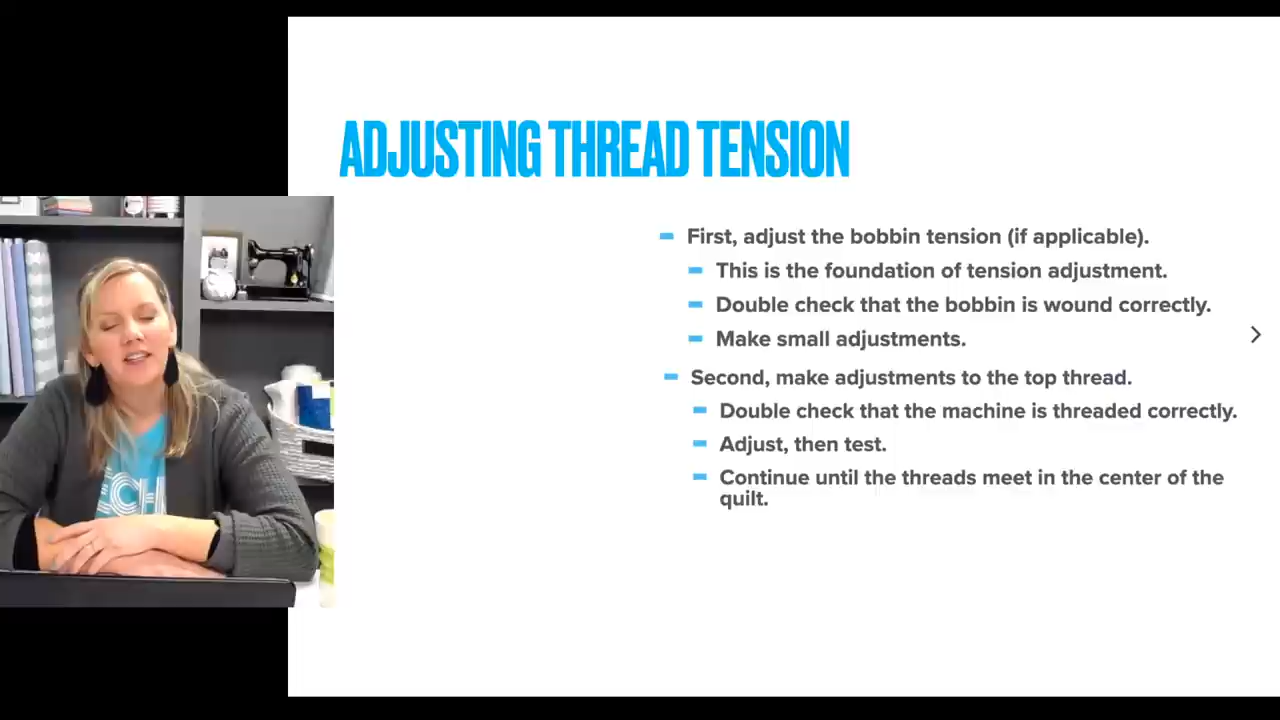 ADJUSTING THREAD TENSION
First, adjust the bobbin tension (if applicable).
This is the foundation of tension adjustment.
Double check that the bobbin is wound correctly.
Make small adjustments.
Second, make adjustments to the top thread.
Double check that the machine is threaded correctly.
Adjust, then test.
Continue until the threads meet in the center of the
quilt.